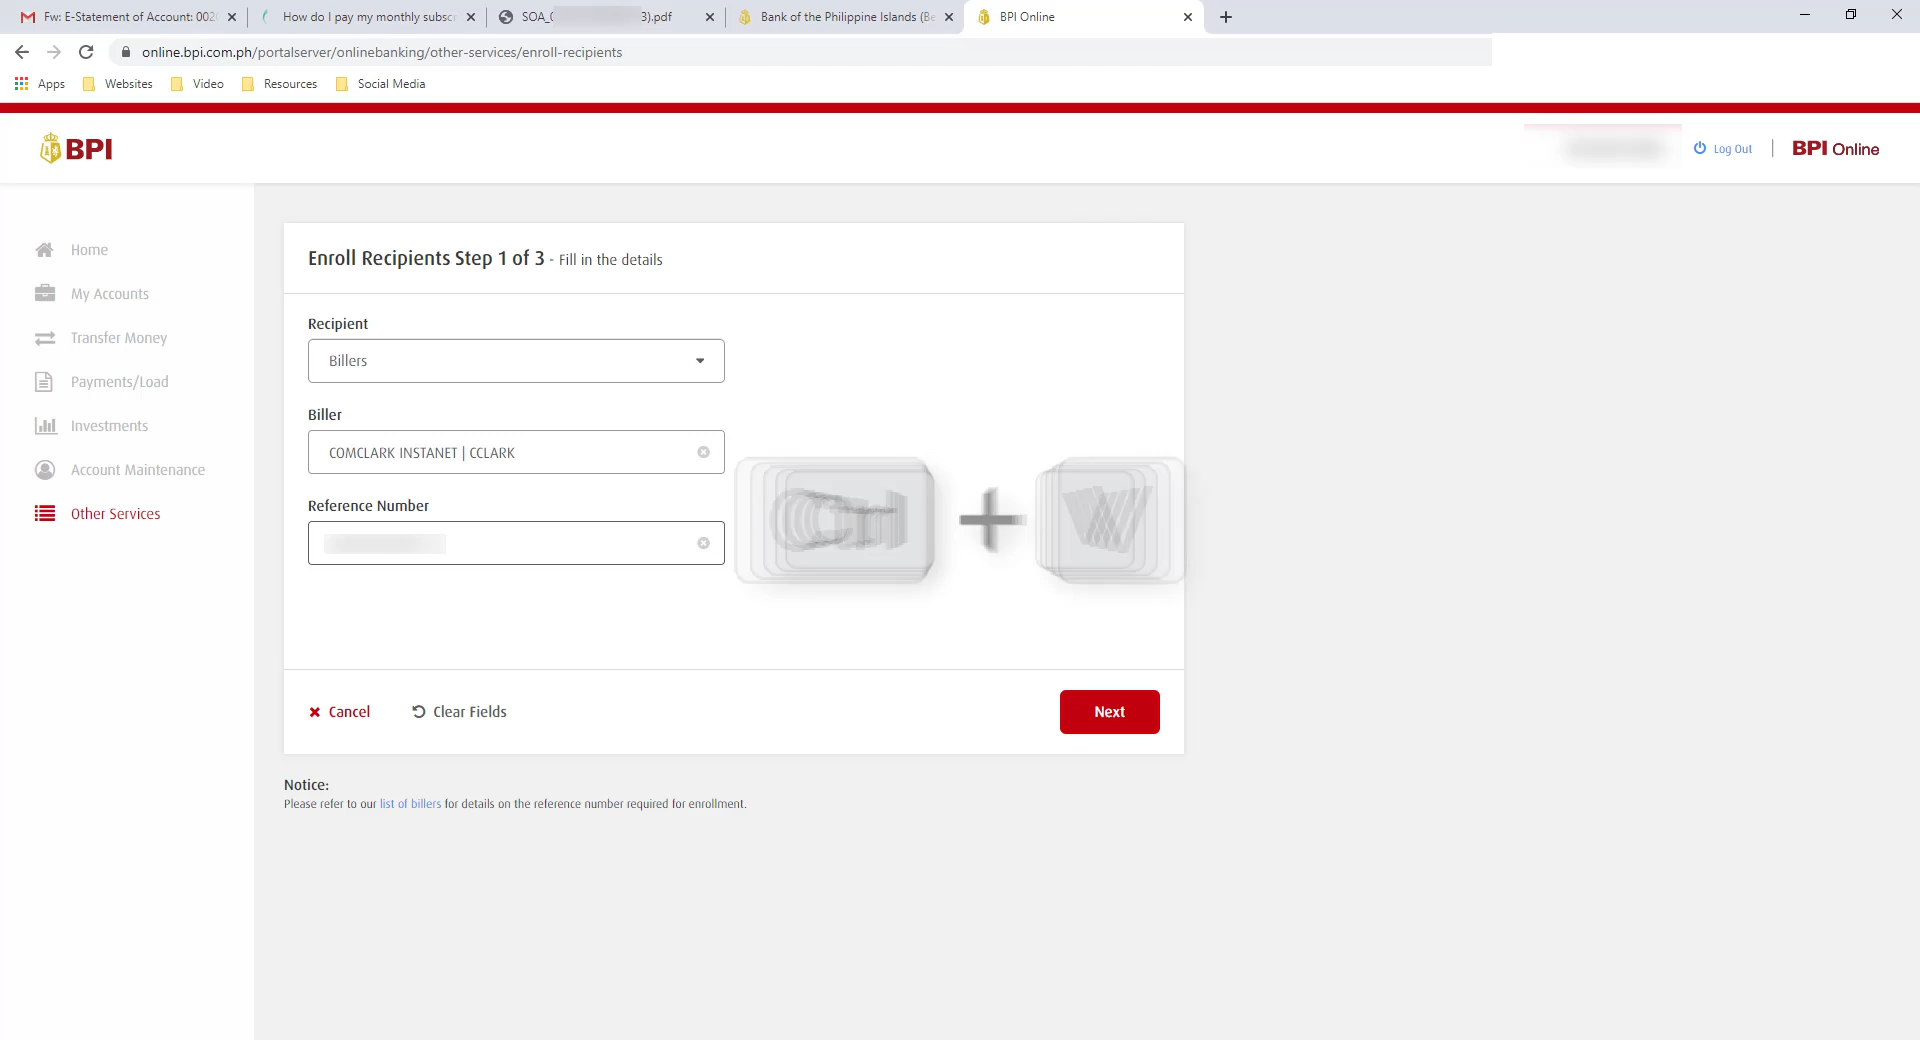 Fw: E-Statement of Account: 002
How do I pay my monthly subsc
SOA_
3).pdf
Bank of the Philippine Islands (Be
BPI Online
online.bpi.com.ph/portalserver/onlinebanking/other-services/enroll-recipients
Apps
Websites
Video
Resources
Social Media
BPI
Log Out
BPI Online
Home
My Accounts
Transfer Money
Payments/Load
Investments
Account Maintenance
Other Services
Enroll Recipients Step 1 of 3 - Fill in the details
Recipient
Billers
Biller
COMCLARK INSTANET | CCLARK
Reference Number
+
Cancel
Clear Fields
Next
Notice:
Please refer to our list of billers for details on the reference number required for enrollment.